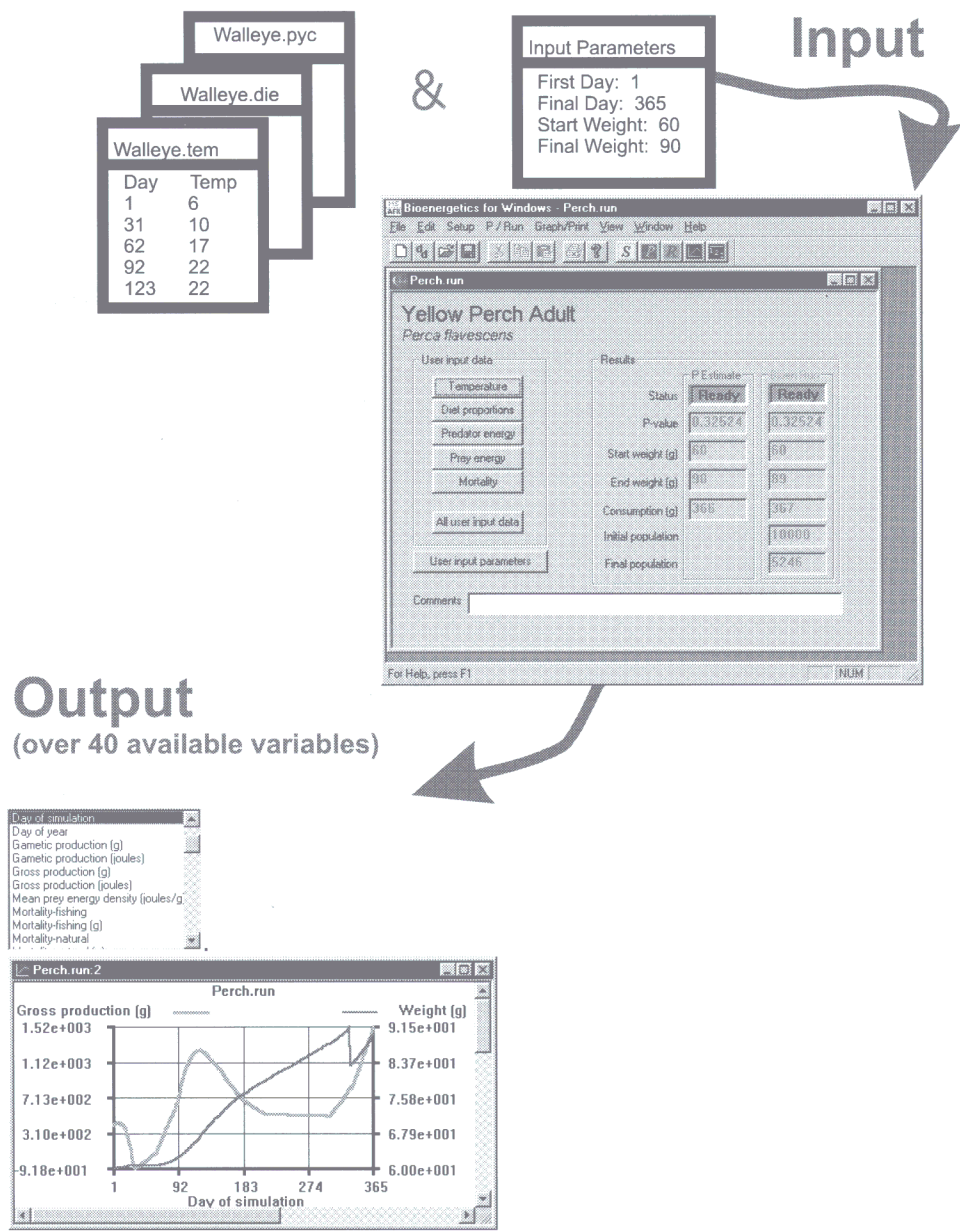 Walleye.pyc
Walleye.die
Walleye.tem
Day Temp
1 6
31 10
62 17
92 22
123 22
&
Input Parameters
First Day: 1
Final Day: 365
Start Weight: 60
Final Weight: 90
Input
Bioenergetics for Windows - Perch.run
File Edit Setup P / Run Graph/Print View Window Help
Perch.run
Yellow Perch Adult
Perca flavescens
User input data
Temperature
Diet proportions
Predator energy
Prey energy
Mortality
All user input data
User input parameters
Results
P Estimate
Status Ready Ready
P-value 0.32524 0.32524
Start weight (g) 60 60
End weight (g) 90 89
Consumption (g) 366 367
Initial population 10000
Final population 5246
Comments
For Help, press F1 NUM
Output
(over 40 available variables)
Day of simulation
Day of year
Gametic production (g)
Gametic production (joules)
Gross production (g)
Gross production (joules)
Mean prey energy density (joules/g
Mortality-fishing
Mortality-fishing (g)
Mortality-natural
Perch.run:2
Perch.run
Gross production (g) Weight (g)
1.52e+003 9.15e+001
1.12e+003 8.37e+001
7.13e+002 7.58e+001
3.10e+002 6.79e+001
-9.18e+001 6.00e+001
1 92 183 274 365
Day of simulation